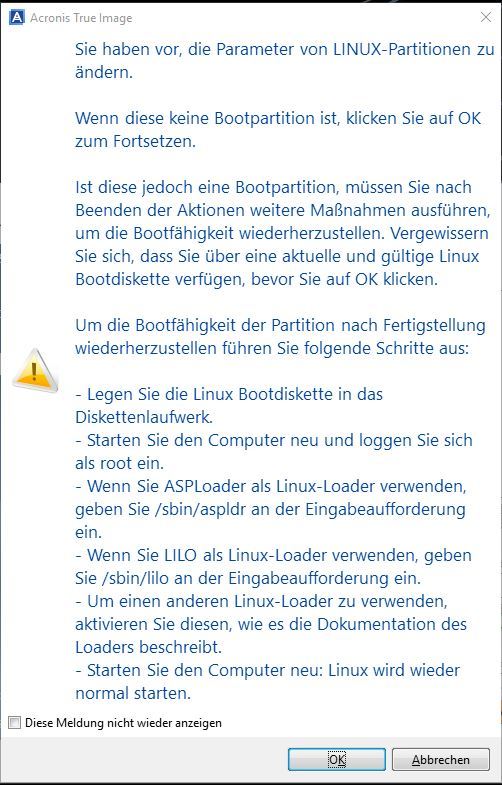 Acronis True Image
Sie haben vor, die Parameter von LINUX-Partitionen zu
ändern.
Wenn diese keine Bootpartition ist, klicken Sie auf OK
zum Fortsetzen.
Ist diese jedoch eine Bootpartition, müssen Sie nach
Beenden der Aktionen weitere Maßnahmen ausführen,
um die Bootfähigkeit wiederherzustellen. Vergewissern
Sie sich, dass Sie über eine aktuelle und gültige Linux
Bootdiskette verfügen, bevor Sie auf OK klicken.
Um die Bootfähigkeit der Partition nach Fertigstellung
wiederherzustellen führen Sie folgende Schritte aus:
- Legen Sie die Linux Bootdiskette in das
Diskettenlaufwerk.
- Starten Sie den Computer neu und loggen Sie sich
als root ein.
- Wenn Sie ASPLoader als Linux-Loader verwenden,
geben Sie /sbin/aspldr an der Eingabeaufforderung
ein.
- Wenn Sie LILO als Linux-Loader verwenden, geben
Sie /sbin/lilo an der Eingabeaufforderung ein.
- Um einen anderen Linux-Loader zu verwenden,
aktivieren Sie diesen, wie es die Dokumentation des
Loaders beschreibt.
- Starten Sie den Computer neu: Linux wird wieder
normal starten.
Diese Meldung nicht wieder anzeigen
OK
Abbrechen